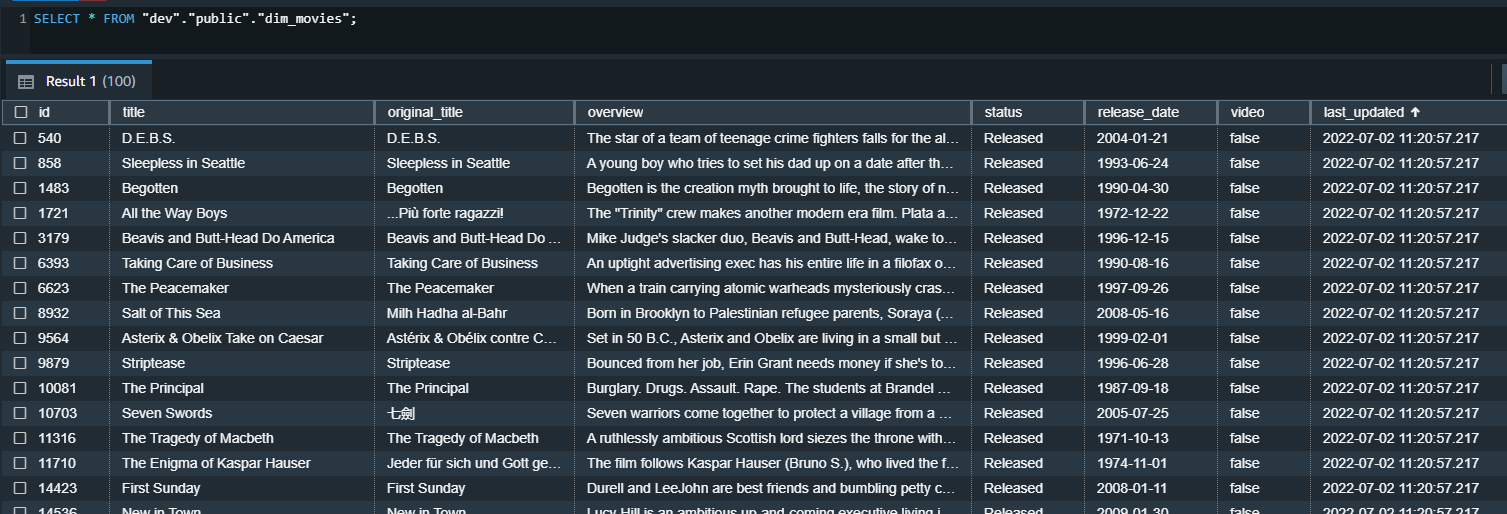 1 SELECT * FROM "dev"."public"."dim_movies";
Result 1 (100)
id title original_title overview status release_date video last_updated
540 D.E.B.S. D.E.B.S. The star of a team of teenage crime fighters falls for the al... Released 2004-01-21 false 2022-07-02 11:20:57.217
858 Sleepless in Seattle Sleepless in Seattle A young boy who tries to set his dad up on a date after th... Released 1993-06-24 false 2022-07-02 11:20:57.217
1483 Begotten Begotten Begotten is the creation myth brought to life, the story of n... Released 1990-04-30 false 2022-07-02 11:20:57.217
1721 All the Way Boys ...Più forte ragazzi! The "Trinity" crew makes another modern era film. Plata a... Released 1972-12-22 false 2022-07-02 11:20:57.217
3179 Beavis and Butt-Head Do America Beavis and Butt-Head Do ... Mike Judge's slacker duo, Beavis and Butt-Head, wake to... Released 1996-12-15 false 2022-07-02 11:20:57.217
6393 Taking Care of Business Taking Care of Business An uptight advertising exec has his entire life in a filofax o... Released 1990-08-16 false 2022-07-02 11:20:57.217
6623 The Peacemaker The Peacemaker When a train carrying atomic warheads mysteriously cras... Released 1997-09-26 false 2022-07-02 11:20:57.217
8932 Salt of This Sea Milh Hadha al-Bahr Born in Brooklyn to Palestinian refugee parents, Soraya (... Released 2008-05-16 false 2022-07-02 11:20:57.217
9564 Asterix & Obelix Take on Caesar Astérix & Obélix contre C... Set in 50 B.C., Asterix and Obelix are living in a small but ... Released 1999-02-01 false 2022-07-02 11:20:57.217
9879 Striptease Striptease Bounced from her job, Erin Grant needs money if she's to... Released 1996-06-28 false 2022-07-02 11:20:57.217
10081 The Principal The Principal Burglary. Drugs. Assault. Rape. The students at Brandel ... Released 1987-09-18 false 2022-07-02 11:20:57.217
10703 Seven Swords 七劍 Seven warriors come together to protect a village from a ... Released 2005-07-25 false 2022-07-02 11:20:57.217
11316 The Tragedy of Macbeth The Tragedy of Macbeth A ruthlessly ambitious Scottish lord siezes the throne with... Released 1971-10-13 false 2022-07-02 11:20:57.217
11710 The Enigma of Kaspar Hauser Jeder für sich und Gott ge... The film follows Kaspar Hauser (Bruno S.), who lived the f... Released 1974-11-01 false 2022-07-02 11:20:57.217
14423 First Sunday First Sunday Durell and LeeJohn are best friends and bumbling petty c... Released 2008-01-11 false 2022-07-02 11:20:57.217
14536 New in Town New in Town Lucy Hill is an ambitious up and coming executive living i... Released 2009-01-30 false 2022-07-02 11:20:57.217